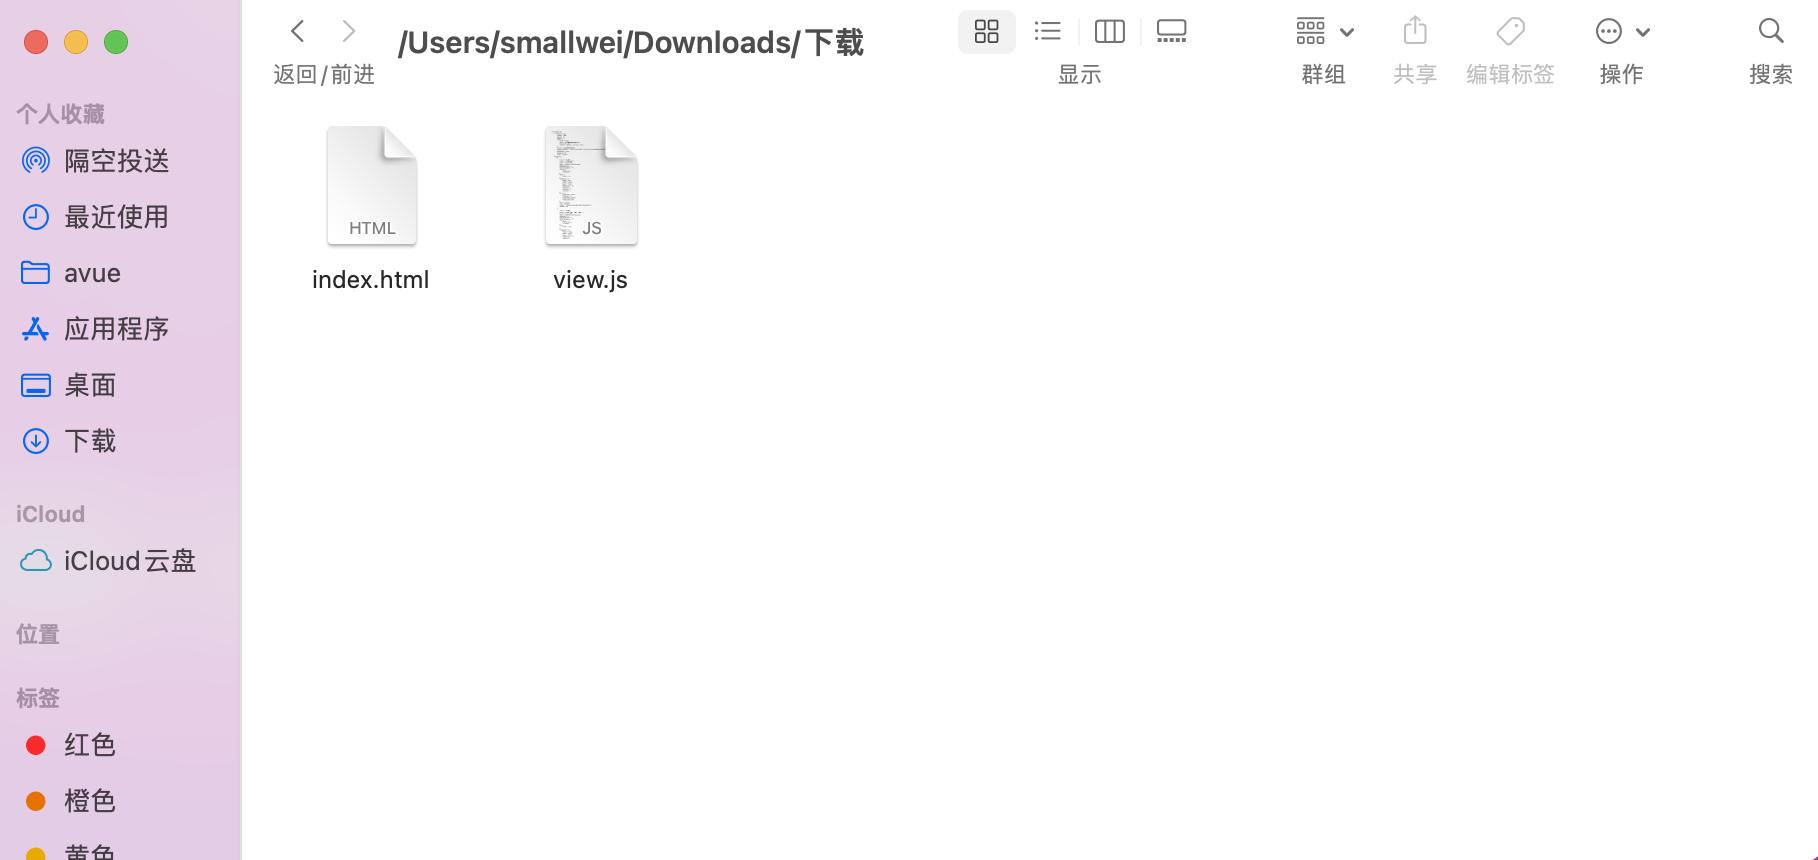 /Users/smallwei/Downloads/下载
返回/前进
显示
群组
共享
编辑标签
操作
搜索
个人收藏
隔空投送
最近使用
avue
应用程序
桌面
下载
iCloud
iCloud云盘
位置
标签
红色
橙色
黄色
HTML
index.html
JS
view.js